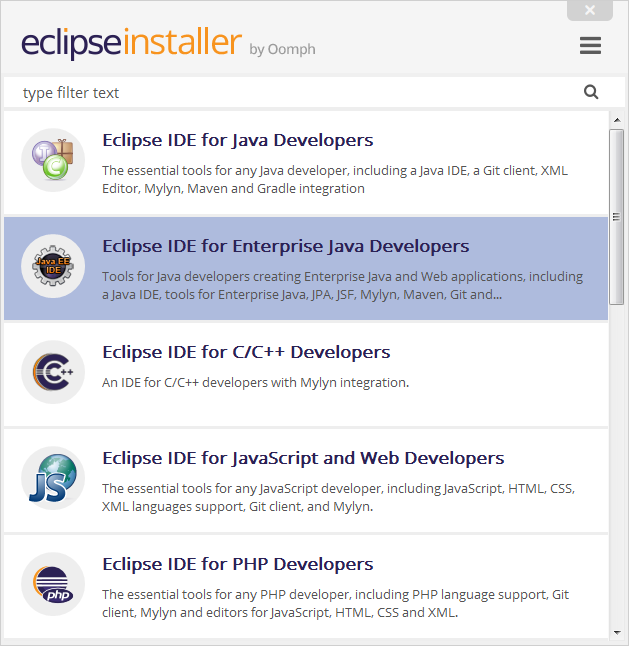 eclipseinstaller by Oomph
type filter text
Eclipse IDE for Java Developers
The essential tools for any Java developer, including a Java IDE, a Git client, XML
Editor, Mylyn, Maven and Gradle integration
Java EE
IDE
Eclipse IDE for Enterprise Java Developers
Tools for Java developers creating Enterprise Java and Web applications, including
a Java IDE, tools for Enterprise Java, JPA, JSF, Mylyn, Maven, Git and...
C++
Eclipse IDE for C/C++ Developers
An IDE for C/C++ developers with Mylyn integration.
JS
Eclipse IDE for JavaScript and Web Developers
The essential tools for any JavaScript developer, including JavaScript, HTML, CSS,
XML languages support, Git client, and Mylyn.
php
Eclipse IDE for PHP Developers
The essential tools for any PHP developer, including PHP language support, Git
client, Mylyn and editors for JavaScript, HTML, CSS and XML.